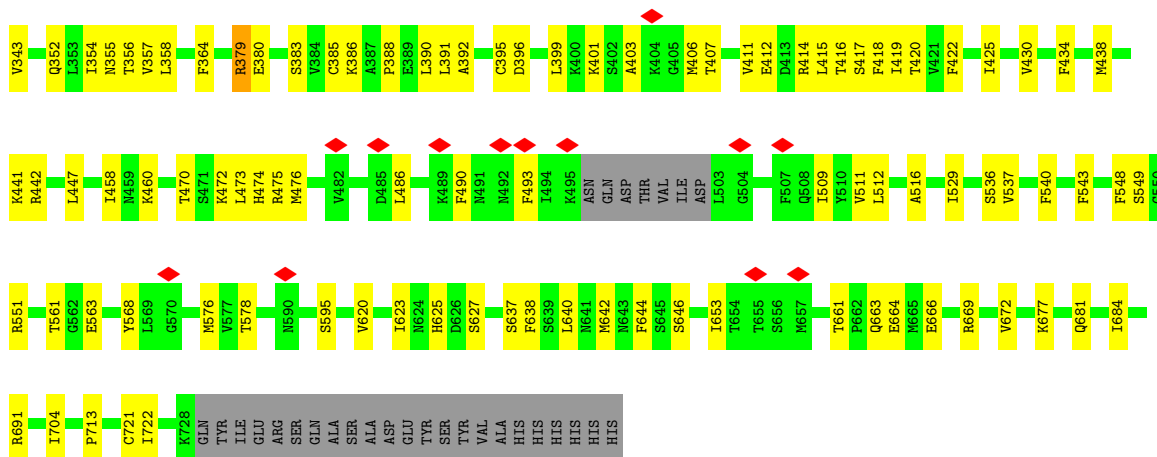 V343 Q352 L353 I354 N355 T356 V357 L358 F364 R379 E380 S383 V384 C385 K386 A387 P388 E389 L390 L391 A392 C395 D396 L399 K400 K401 S402 A403 K404 G405 M406 T407 V411 E412 D413 R414 L415 T416 S417 F418 I419 T420 V421 F422 I425 V430 F434 M438
K441 R442 L447 I458 N459 K460 T470 S471 K472 L473 H474 R475 M476 V482 D485 L486 K489 F490 N491 N492 F493 I494 K495 ASN GLN ASP THR VAL ILE ASP L503 G504 F507 Q508 I509 Y510 V511 L512 A516 I529 S536 V537 F540 F543 F548 S549 G550
R551 T561 G562 E563 Y568 L569 G570 M576 V577 T578 N590 S595 V620 I623 N624 H625 D626 S627 S637 F638 S639 L640 N641 M642 N643 F644 S645 S646 I653 T654 T655 S656 M657 T661 P662 Q663 E664 M665 E666 R669 V672 K677 Q681 I684
R691 I704 P713 C721 I722 K728 GLN TYR ILE GLU ARG SER GLN ALA SER ALA ASP GLU TYR SER TYR VAL ALA HIS HIS HIS HIS HIS HIS